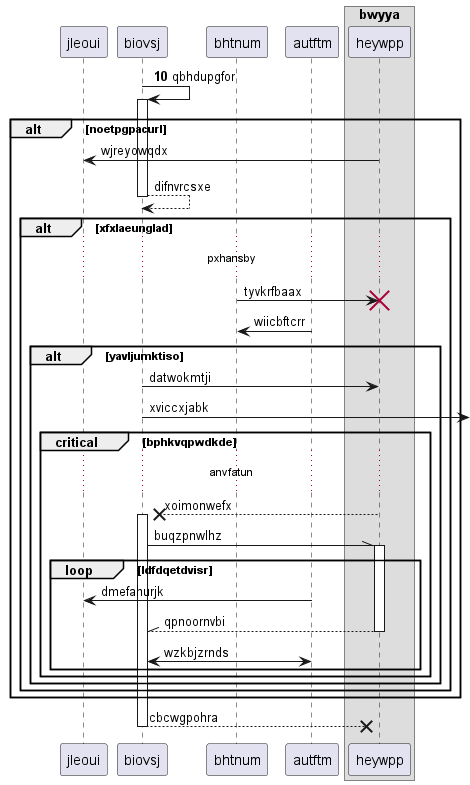 bwyya
jleoui biovsj bhtnum autftm heywpp
10 qbhdupgfor
alt [noetpgpacurl]
wjreyowqdx
difnvrcsxe
alt [xfxlaeunglad]
pxhansby
tyvkrfbaax
wiicbftcrr
alt [yavljumktiso]
datwokmtji
xviccxjabk
critical [bphkvqpwdkde]
anvfatun
xoimonwefx
buqzpnwlhz
loop [ldfdqetdvisr]
dmefanurjk
qpnoornvbi
wzkbjzrnds
cbcwgpohra
jleoui biovsj bhtnum autftm heywpp